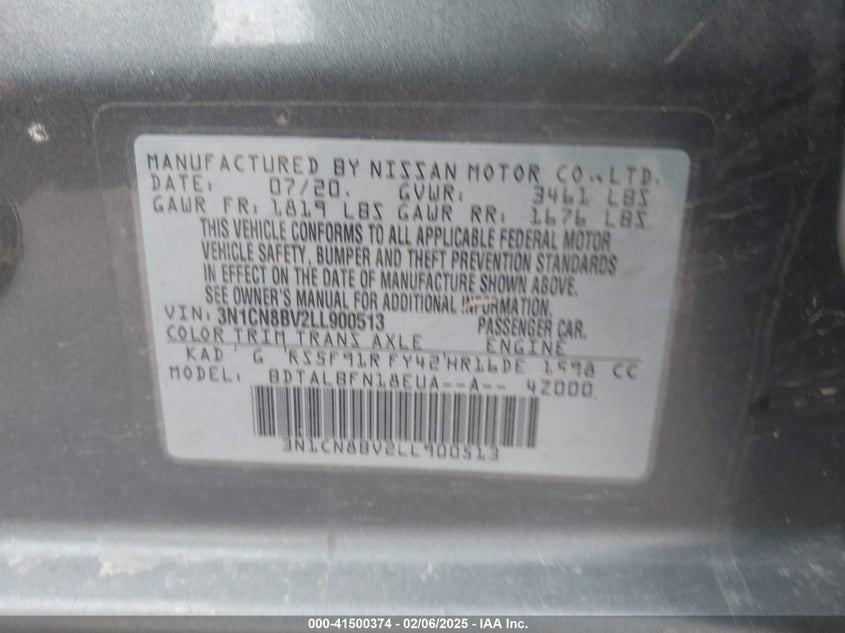 MANUFACTURED BY NISSAN MOTOR CO.,LTD.
DATE: 07/20. GVWR: 3461 LBS
GAWR FR: 1819 LBS GAWR RR: 1676 LBS
THIS VEHICLE CONFORMS TO ALL APPLICABLE FEDERAL MOTOR
VEHICLE SAFETY, BUMPER AND THEFT PREVENTION STANDARDS
IN EFFECT ON THE DATE OF MANUFACTURE SHOWN ABOVE.
SEE OWNER'S MANUAL FOR ADDITIONAL INFORMATION.
VIN: 3N1CN8BV2LL900513 PASSENGER CAR.
COLOR TRIM TRANS AXLE ENGINE
KAD G RS5F91R FY42 HR16DE 1598 CC
MODEL: BDTALBFN18EUA--A-- 4Z000
3N1CN8BV2LL900513
000-41500374 - 02/06/2025 - IAA Inc.